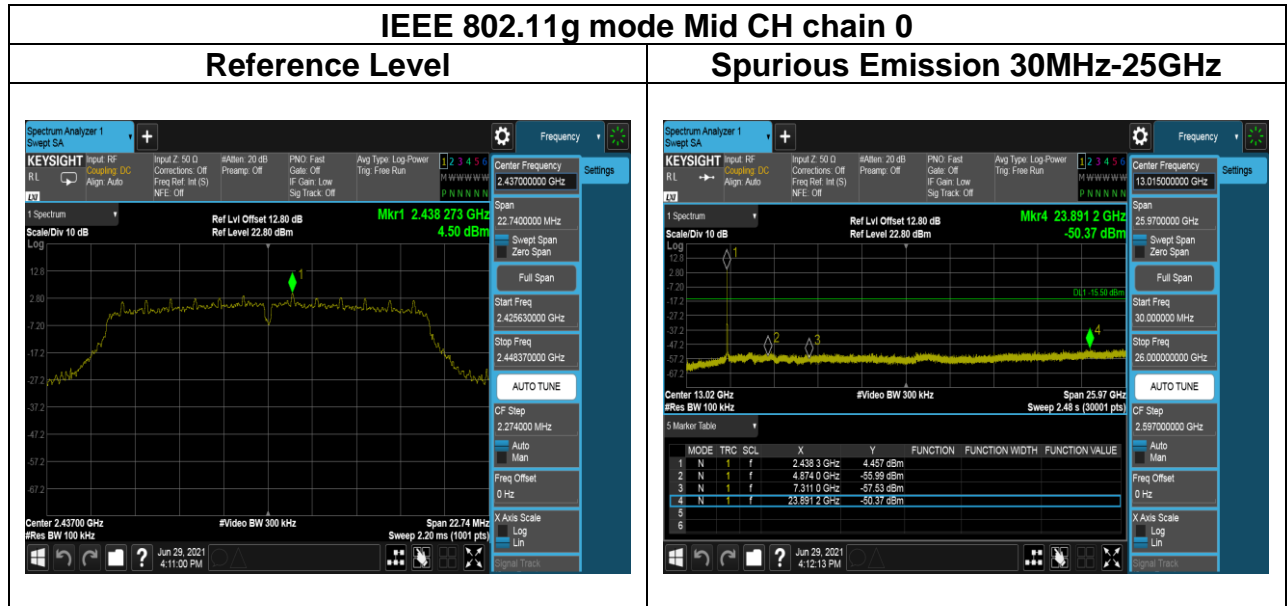 IEEE 802.11g mode Mid CH chain 0
Reference Level
Spurious Emission 30MHz-25GHz
Spectrum Analyzer 1
Swept SA
Frequency
KEYSIGHT
RL
LXI
Input: RF
Coupling: DC
Align: Auto
Input Z: 50 Ω
Corrections: Off
Freq Ref: Int (S)
NFE: Off
#Atten: 20 dB
Preamp: Off
PNO: Fast
Gate: Off
IF Gain: Low
Sig Track: Off
Avg Type: Log-Power
Trig: Free Run
1 2 3 4 5 6
M W W W W W
P N N N N N
1 Spectrum
Scale/Div 10 dB
Log
Ref Lvl Offset 12.80 dB
Ref Level 22.80 dBm
Mkr1 2.438 273 GHz
4.50 dBm
12.8
2.80
-7.20
-17.2
-27.2
-37.2
-47.2
-57.2
-67.2
1
Center 2.43700 GHz
#Res BW 100 kHz
#Video BW 300 kHz
Span 22.74 MHz
Sweep 2.20 ms (1001 pts)
Center Frequency
2.437000000 GHz
Settings
Span
22.7400000 MHz
Swept Span
Zero Span
Full Span
Start Freq
2.425630000 GHz
Stop Freq
2.448370000 GHz
AUTO TUNE
CF Step
2.274000 MHz
Auto
Man
Freq Offset
0 Hz
X Axis Scale
Log
Lin
Signal Track
?
Jun 29, 2021
4:11:00 PM
Spectrum Analyzer 1
Swept SA
Frequency
KEYSIGHT
RL
LXI
Input: RF
Coupling: DC
Align: Auto
Input Z: 50 Ω
Corrections: Off
Freq Ref: Int (S)
NFE: Off
#Atten: 20 dB
Preamp: Off
PNO: Fast
Gate: Off
IF Gain: Low
Sig Track: Off
Avg Type: Log-Power
Trig: Free Run
1 2 3 4 5 6
M W W W W W
P N N N N N
1 Spectrum
Scale/Div 10 dB
Log
Ref Lvl Offset 12.80 dB
Ref Level 22.80 dBm
Mkr4 23.891 2 GHz
-50.37 dBm
12.8
2.80
-7.20
-17.2
-27.2
-37.2
-47.2
-57.2
-67.2
1
2
3
4
DL1 -15.50 dBm
Center 13.02 GHz
#Res BW 100 kHz
#Video BW 300 kHz
Span 25.97 GHz
Sweep 2.48 s (30001 pts)
5 Marker Table
MODE TRC SCL X Y FUNCTION FUNCTION WIDTH FUNCTION VALUE
1 N 1 f 2.438 3 GHz 4.457 dBm
2 N 1 f 4.874 0 GHz -55.99 dBm
3 N 1 f 7.311 0 GHz -57.53 dBm
4 N 1 f 23.891 2 GHz -50.37 dBm
5
6
Center Frequency
13.015000000 GHz
Settings
Span
25.9700000 GHz
Swept Span
Zero Span
Full Span
Start Freq
30.000000 MHz
Stop Freq
26.000000000 GHz
AUTO TUNE
CF Step
2.597000000 GHz
Auto
Man
Freq Offset
0 Hz
X Axis Scale
Log
Lin
Signal Track
?
Jun 29, 2021
4:12:13 PM